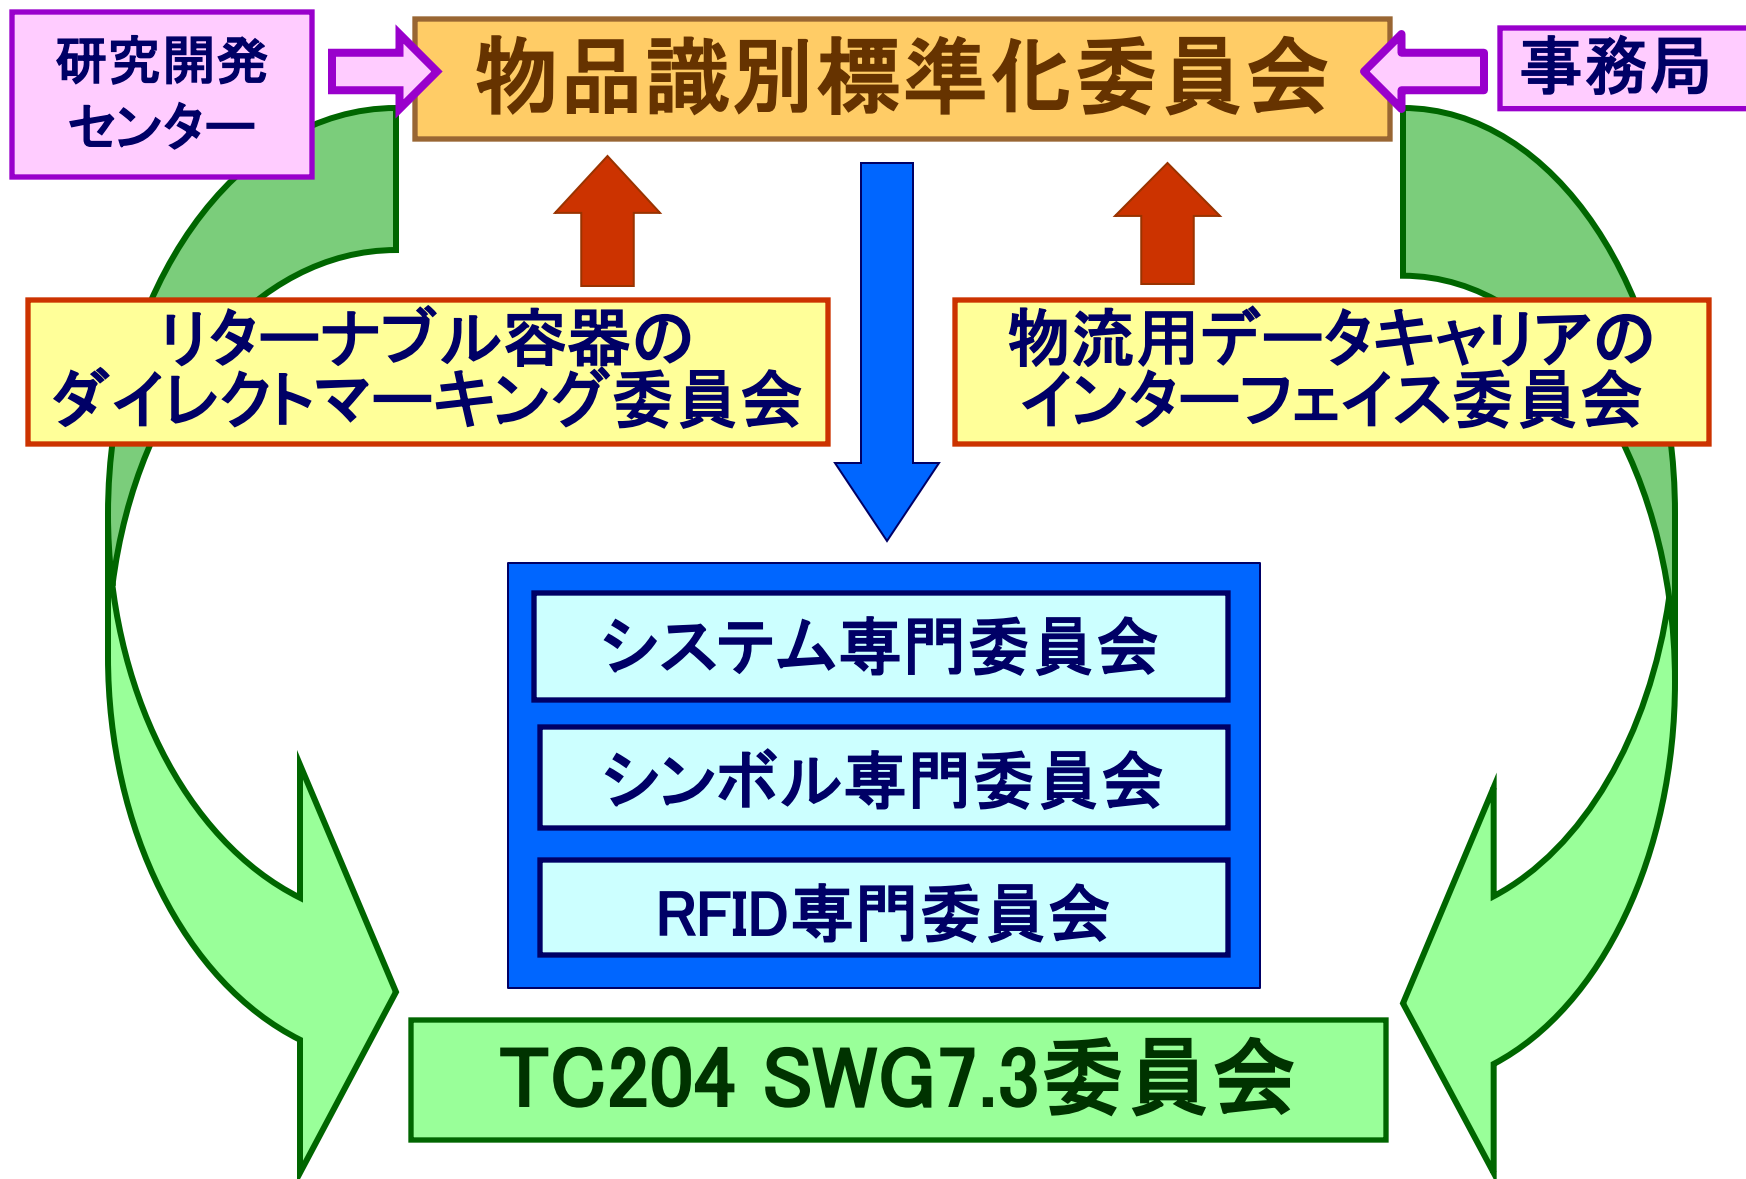 研究開発
センター
物品識別標準化委員会
事務局
リターナブル容器の
ダイレクトマーキング委員会
物流用データキャリアの
インターフェイス委員会
システム専門委員会
シンボル専門委員会
RFID専門委員会
TC204 SWG7.3委員会